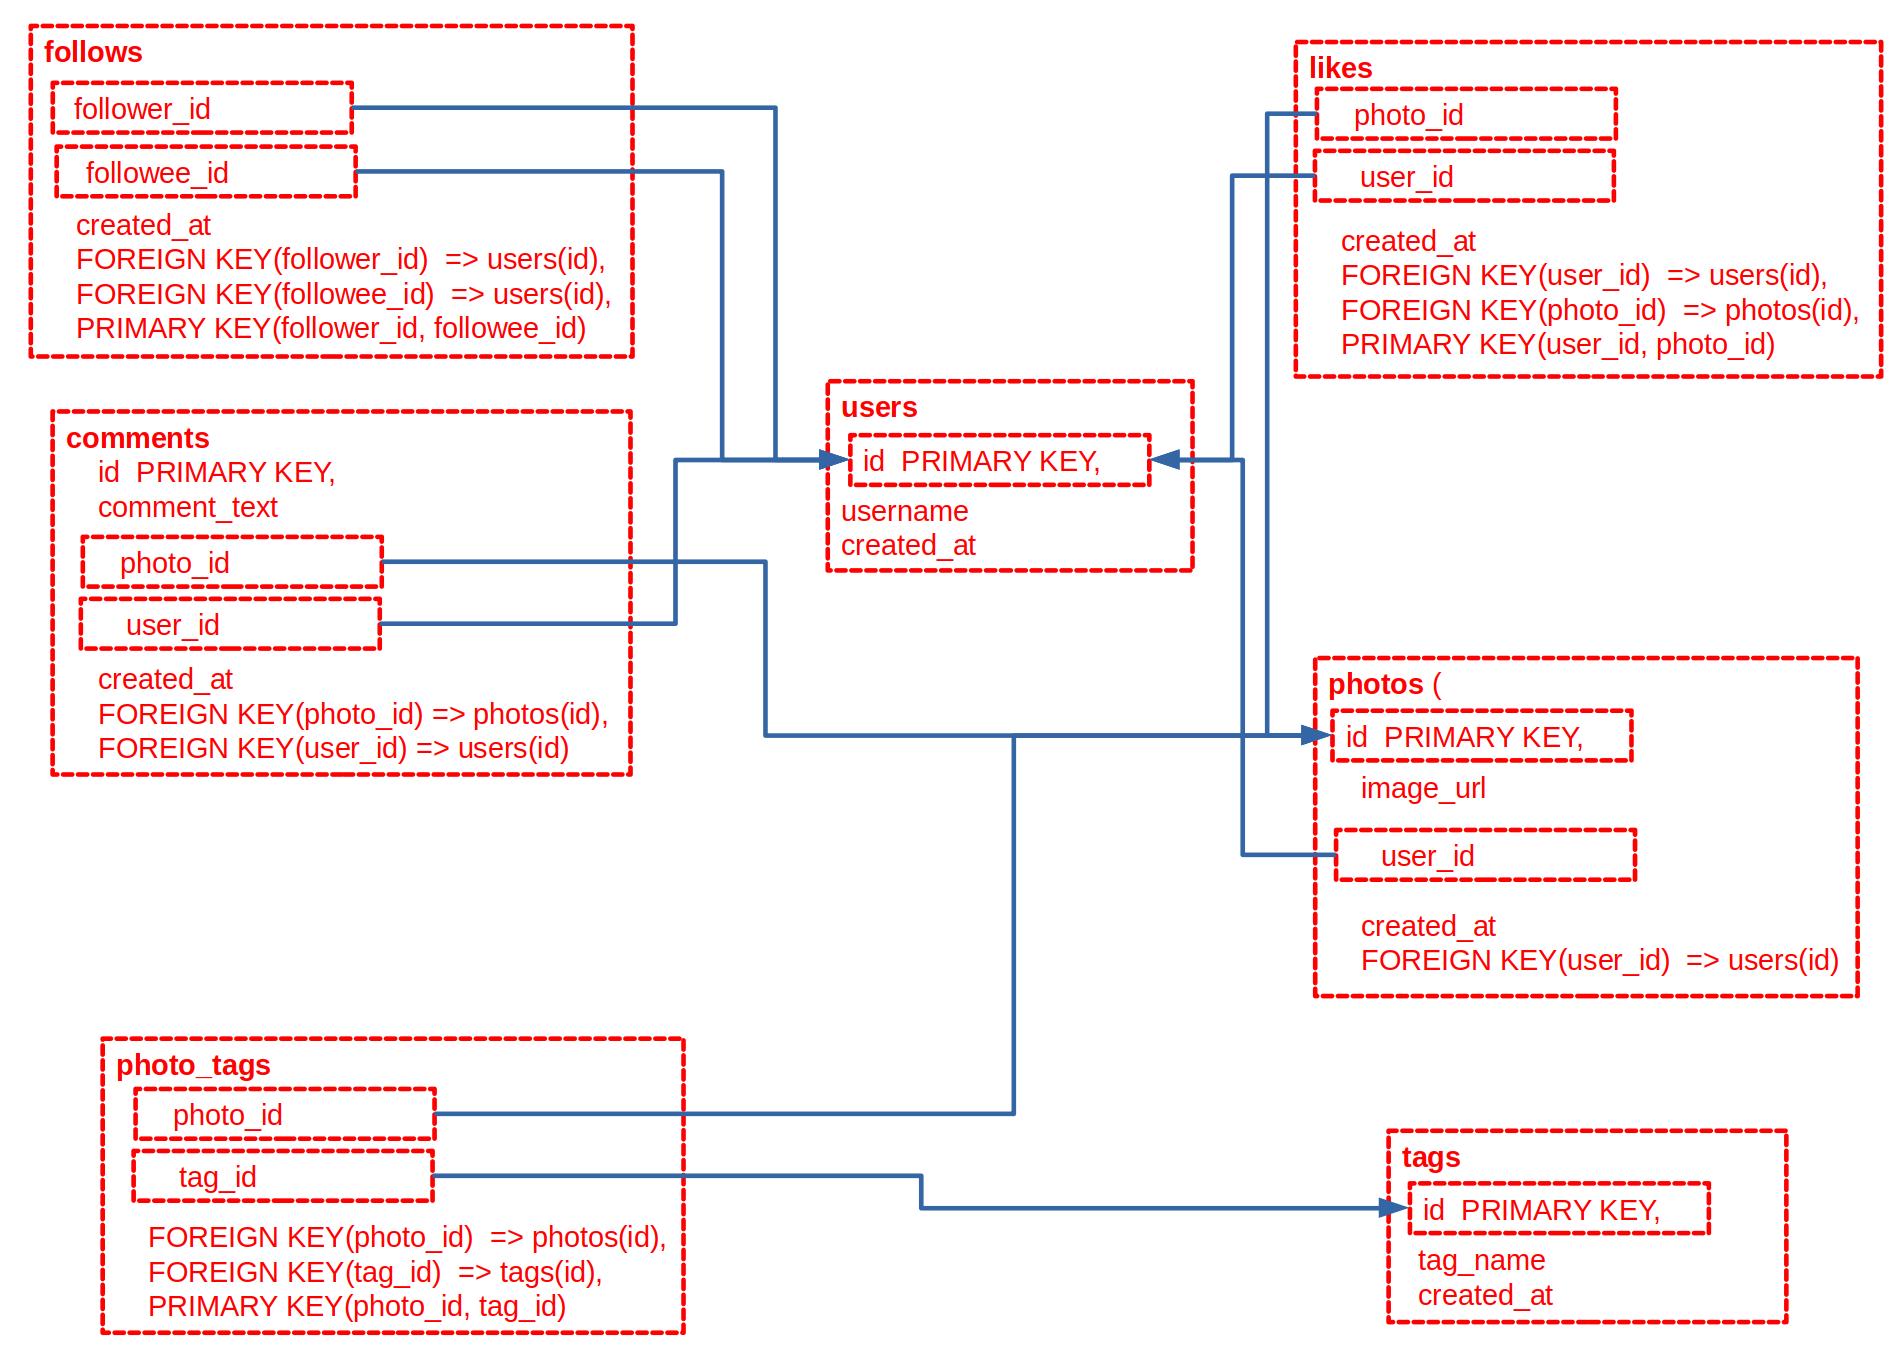 follows
follower_id
followee_id
created_at
FOREIGN KEY(follower_id)  => users(id),
FOREIGN KEY(followee_id)  => users(id),
PRIMARY KEY(follower_id, followee_id)
likes
photo_id
user_id
created_at
FOREIGN KEY(user_id)  => users(id),
FOREIGN KEY(photo_id)  => photos(id),
PRIMARY KEY(user_id, photo_id)
comments
id  PRIMARY KEY,
comment_text
photo_id
user_id
created_at
FOREIGN KEY(photo_id) => photos(id),
FOREIGN KEY(user_id) => users(id)
users
id  PRIMARY KEY,
username
created_at
photos (
id  PRIMARY KEY,
image_url
user_id
created_at
FOREIGN KEY(user_id)  => users(id)
photo_tags
photo_id
tag_id
FOREIGN KEY(photo_id)  => photos(id),
FOREIGN KEY(tag_id)  => tags(id),
PRIMARY KEY(photo_id, tag_id)
tags
id  PRIMARY KEY,
tag_name
created_at